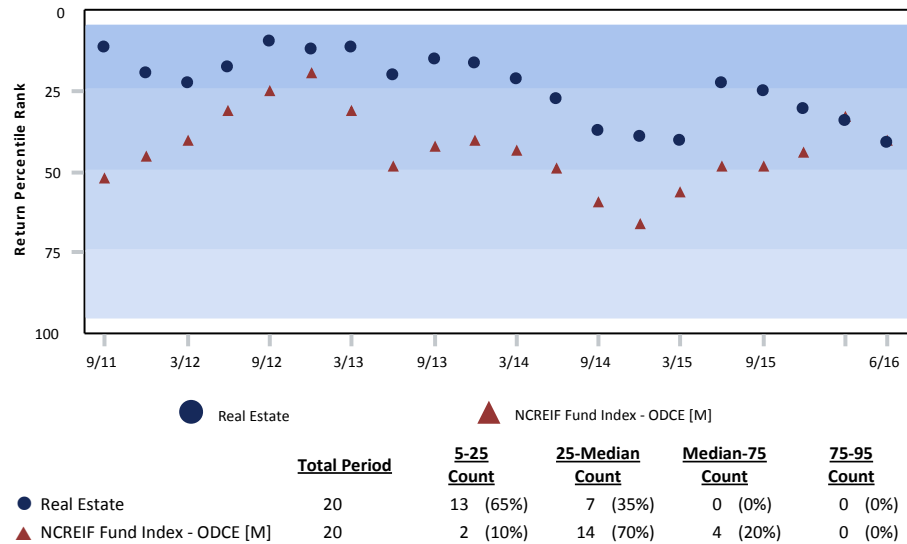 0
25
50
75
100
Return Percentile Rank
9/11 3/12 9/12 3/13 9/13 3/14 9/14 3/15 9/15 6/16
Real Estate NCREIF Fund Index - ODCE [M]
Total Period 5-25 Count 25-Median Count Median-75 Count 75-95 Count
Real Estate 20 13 (65%) 7 (35%) 0 (0%) 0 (0%)
NCREIF Fund Index - ODCE [M] 20 2 (10%) 14 (70%) 4 (20%) 0 (0%)